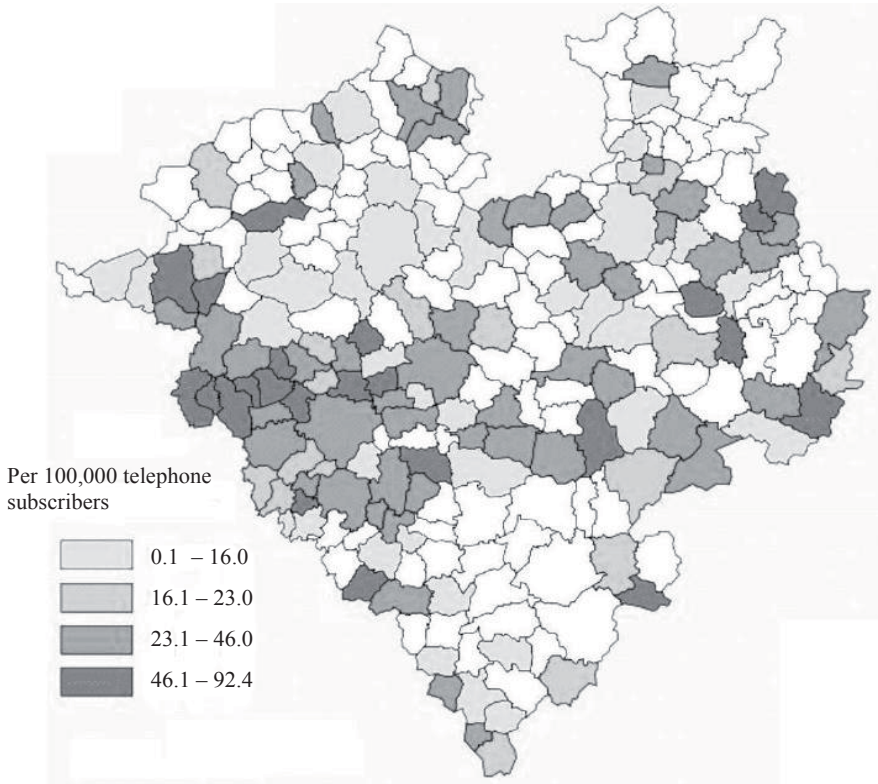 Per 100,000 telephone
subscribers
0.1 – 16.0
16.1 – 23.0
23.1 – 46.0
46.1 – 92.4